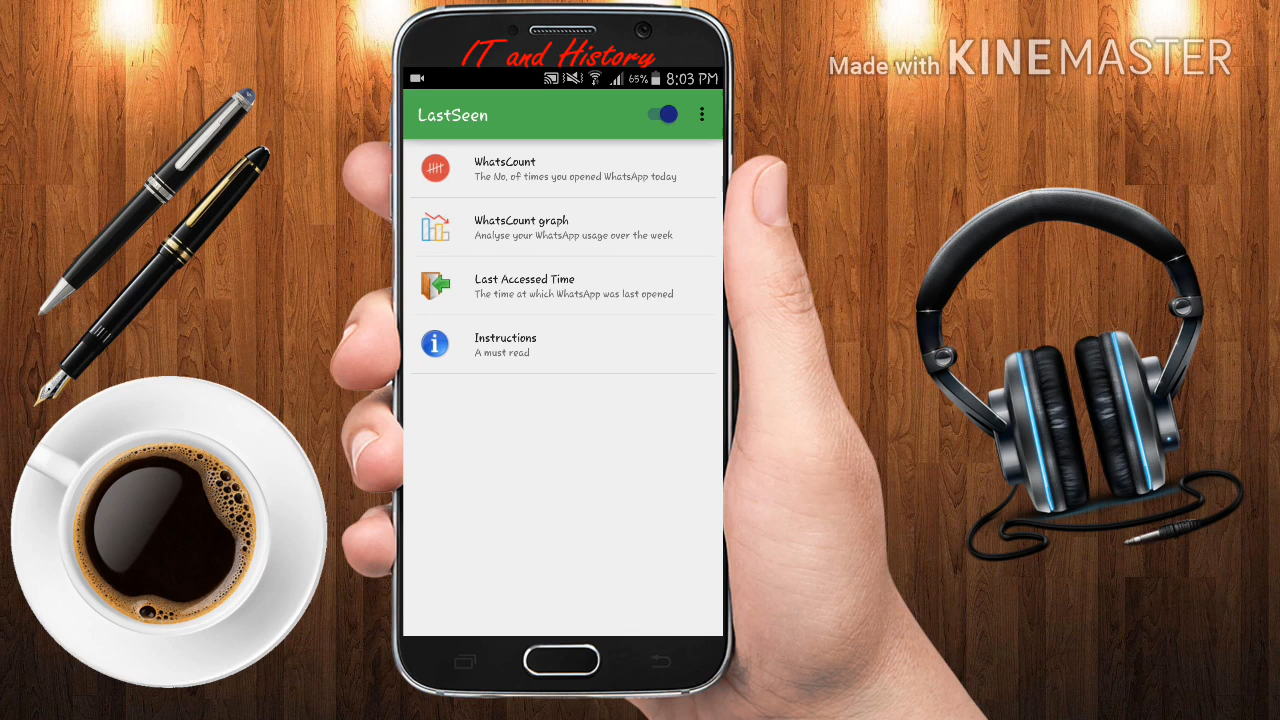 IT and History
Made with KINEMASTER
65% 8:03 PM
LastSeen
WhatsCount
The No. of times you opened WhatsApp today
WhatsCount graph
Analyse your WhatsApp usage over the week
Last Accessed Time
The time at which WhatsApp was last opened
Instructions
A must read